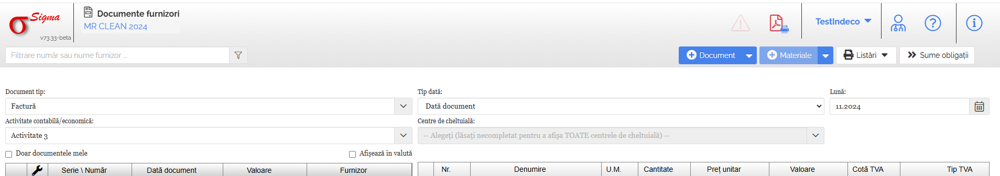 σ Sigma
v73.33-beta
Documente furnizori
MR CLEAN 2024
TestIndeco
Filtrare număr sau nume furnizor ...
Document
Materiale
Listări
Sume obligații
Document tip:
Factură
Tip dată:
Dată document
Lună:
11.2024
Activitate contabilă/economică:
Activitate 3
Centre de cheltuială:
-- Alegeți (lăsați necompletat pentru a afișa TOATE centrele de cheltuială) --
Doar documentele mele
Afișează în valută
Serie \ Număr Dată document Valoare Furnizor
Nr. Denumire U.M. Cantitate Preț unitar Valoare Cotă TVA Tip TVA